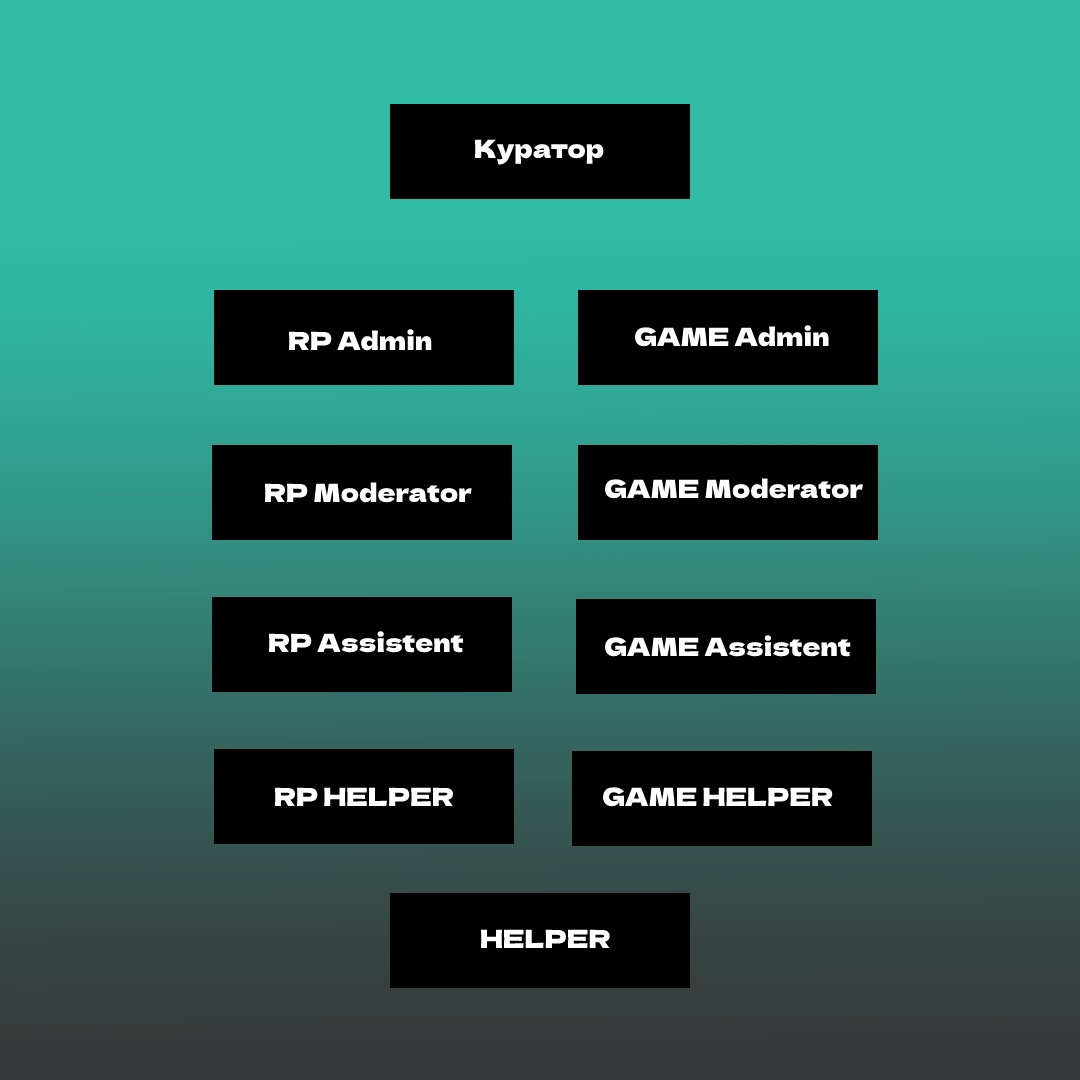 Куратор
RP Admin
GAME Admin
RP Moderator
GAME Moderator
RP Assistent
GAME Assistent
RP HELPER
GAME HELPER
HELPER